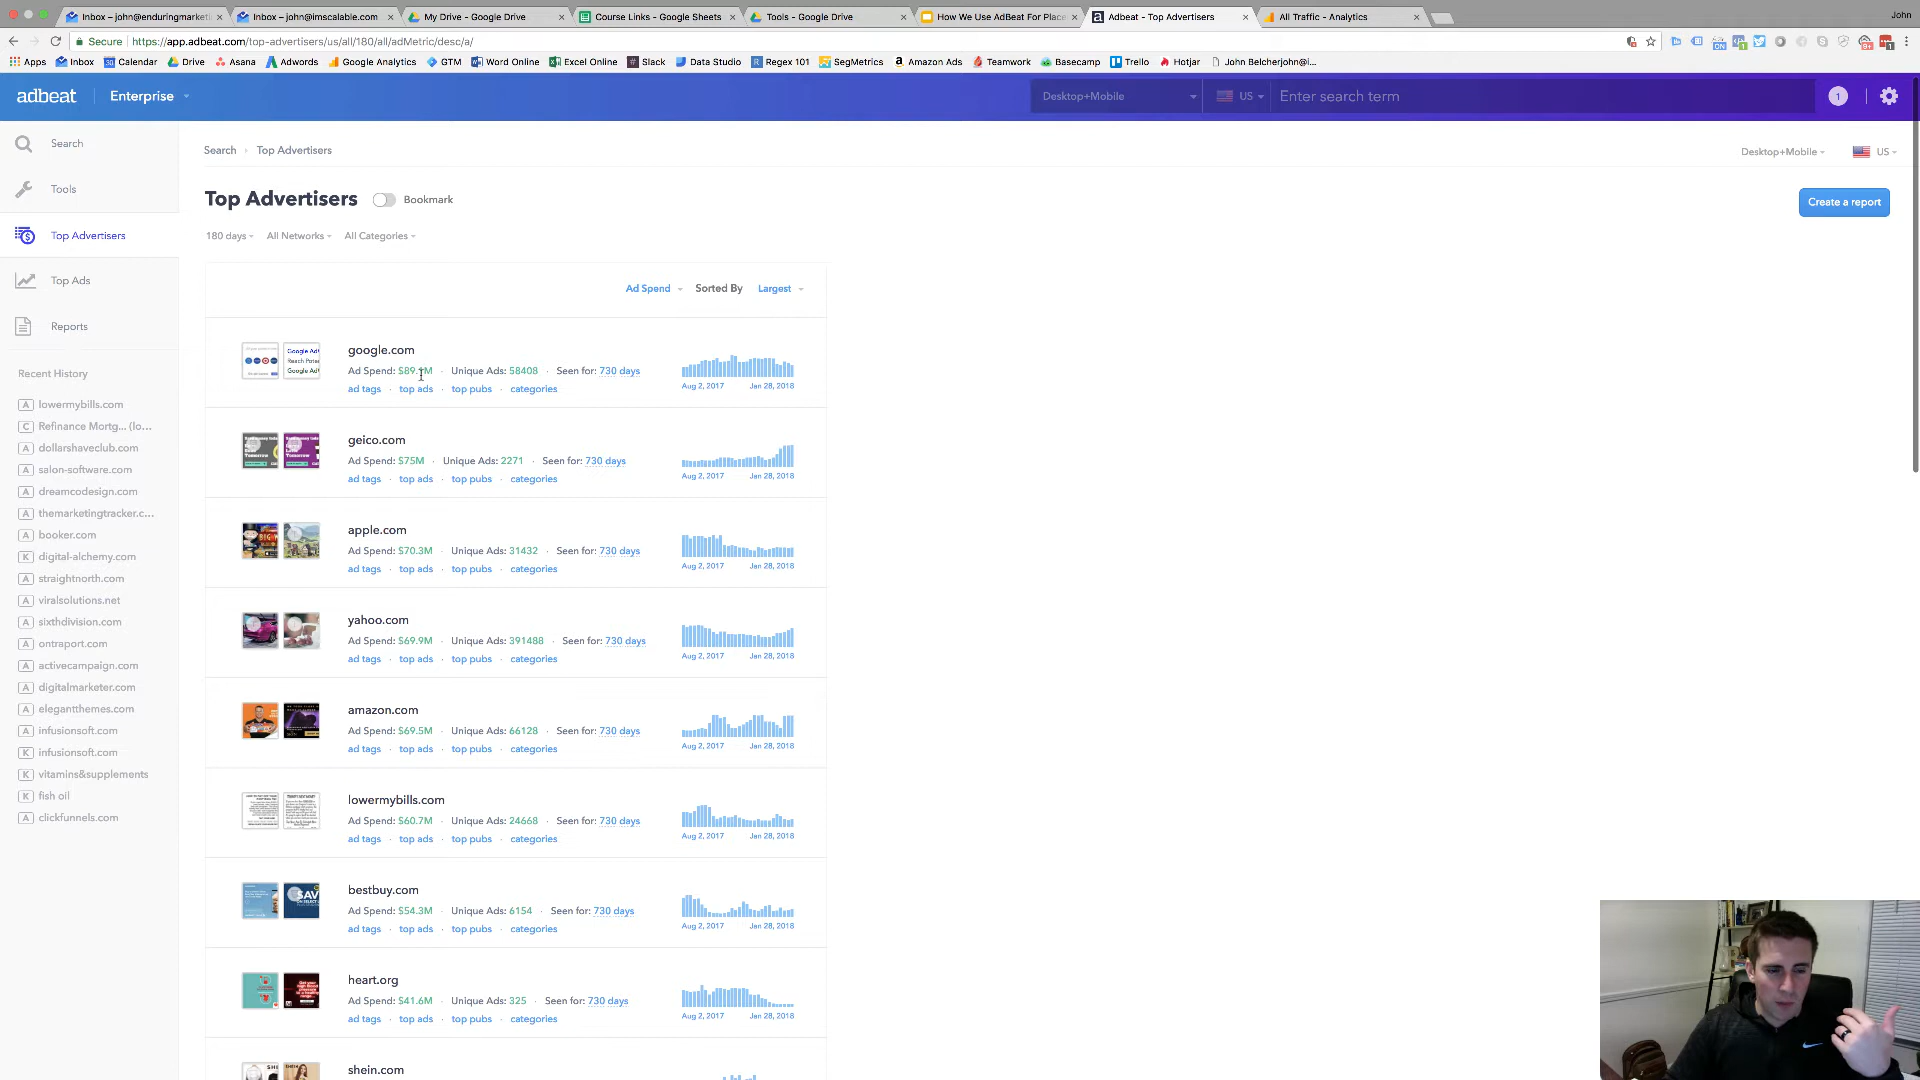 Inbox – john@enduringmarketi
Inbox – john@imscalable.com
My Drive - Google Drive
Course Links - Google Sheets
Tools - Google Drive
How We Use AdBeat For Place
Adbeat - Top Advertisers
All Traffic - Analytics
John
Secure
https://app.adbeat.com/top-advertisers/us/all/180/all/adMetric/desc/a/
Apps
Inbox
Calendar
Drive
Asana
Adwords
Google Analytics
GTM
Word Online
Excel Online
Slack
Data Studio
Regex 101
SegMetrics
Amazon Ads
Teamwork
Basecamp
Trello
Hotjar
John Belcherjohn@i...
adbeat
Enterprise
Desktop+Mobile
US
Enter search term
1
Search
Tools
Top Advertisers
Top Ads
Reports
Recent History
A lowermybills.com
C Refinance Mortg... (lo...
A dollarshaveclub.com
A salon-software.com
A dreamcodesign.com
A themarketingtracker.c...
A booker.com
K digital-alchemy.com
A straightnorth.com
A viralsolutions.net
A sixthdivision.com
A ontraport.com
A activecampaign.com
A digitalmarketer.com
A elegantthemes.com
A infusionsoft.com
K infusionsoft.com
K vitamins&supplements
K fish oil
A clickfunnels.com
Search › Top Advertisers
Desktop+Mobile
US
Top Advertisers
Bookmark
Create a report
180 days
All Networks
All Categories
Ad Spend
Sorted By
Largest
google.com
Ad Spend: · Unique Ads: 58408 · Seen for: 730 days
ad tags · top ads · top pubs · categories
Aug 2, 2017
Jan 28, 2018
geico.com
Ad Spend: $75M · Unique Ads: 2271 · Seen for: 730 days
ad tags · top ads · top pubs · categories
Aug 2, 2017
Jan 28, 2018
apple.com
Ad Spend: $70.3M · Unique Ads: 31432 · Seen for: 730 days
ad tags · top ads · top pubs · categories
Aug 2, 2017
Jan 28, 2018
yahoo.com
Ad Spend: $69.9M · Unique Ads: 391488 · Seen for: 730 days
ad tags · top ads · top pubs · categories
Aug 2, 2017
Jan 28, 2018
amazon.com
Ad Spend: $69.5M · Unique Ads: 66128 · Seen for: 730 days
ad tags · top ads · top pubs · categories
Aug 2, 2017
Jan 28, 2018
lowermybills.com
Ad Spend: $60.7M · Unique Ads: 24668 · Seen for: 730 days
ad tags · top ads · top pubs · categories
Aug 2, 2017
Jan 28, 2018
bestbuy.com
Ad Spend: $54.3M · Unique Ads: 6154 · Seen for: 730 days
ad tags · top ads · top pubs · categories
Aug 2, 2017
Jan 28, 2018
heart.org
Ad Spend: $41.6M · Unique Ads: 325 · Seen for: 730 days
ad tags · top ads · top pubs · categories
Aug 2, 2017
Jan 28, 2018
shein.com